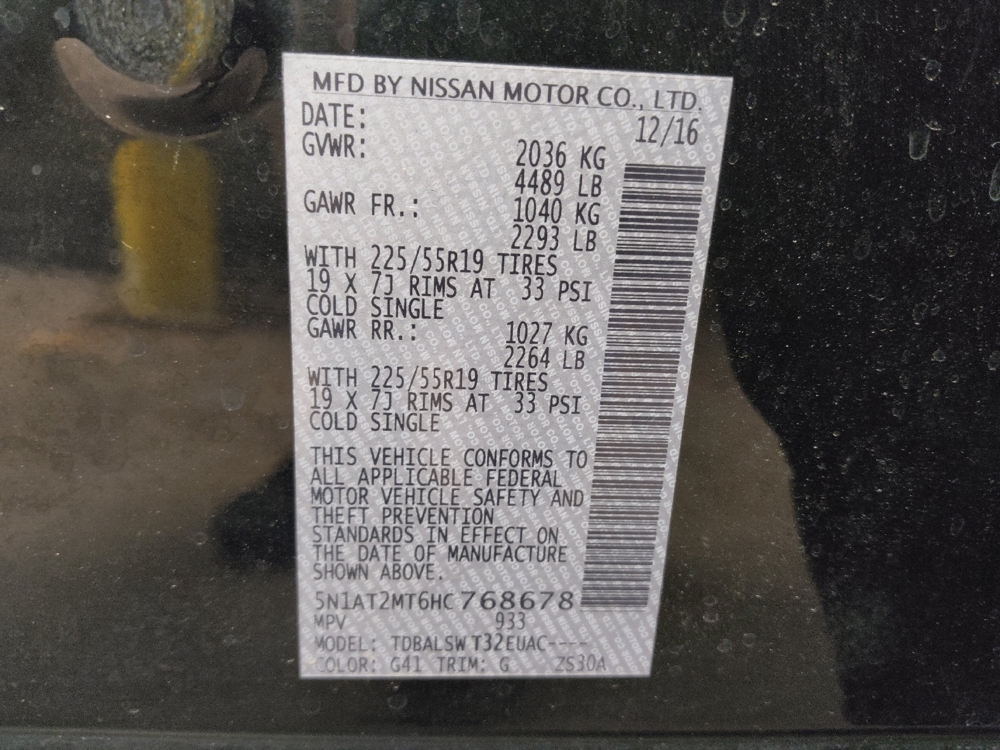 MFD BY NISSAN MOTOR CO., LTD.
DATE: 12/16
GVWR: 2036 KG
4489 LB
GAWR FR.: 1040 KG
2293 LB
WITH 225/55R19 TIRES
19 X 7J RIMS AT 33 PSI
COLD SINGLE
GAWR RR.: 1027 KG
2264 LB
WITH 225/55R19 TIRES
19 X 7J RIMS AT 33 PSI
COLD SINGLE
THIS VEHICLE CONFORMS TO
ALL APPLICABLE FEDERAL
MOTOR VEHICLE SAFETY AND
THEFT PREVENTION
STANDARDS IN EFFECT ON
THE DATE OF MANUFACTURE
SHOWN ABOVE.
5N1AT2MT6HC768678
MPV 933
MODEL: TDBALSW T32EUAC----
COLOR: G41 TRIM: G ZS30A